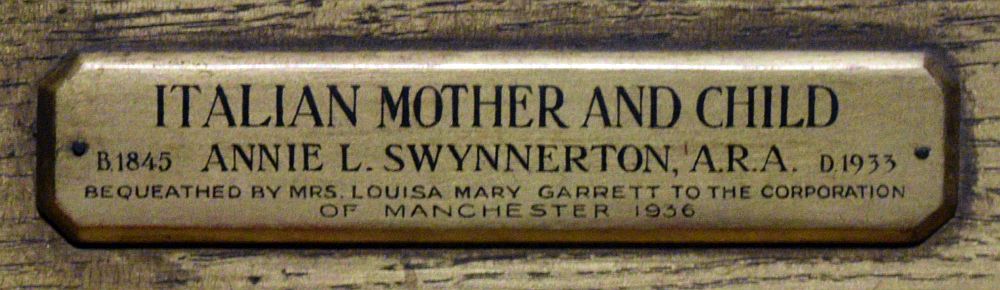 ITALIAN MOTHER AND CHILD
B.1845 ANNIE L. SWYNNERTON, A.R.A. D.1933
BEQUEATHED BY MRS. LOUISA MARY GARRETT TO THE CORPORATION
OF MANCHESTER 1936